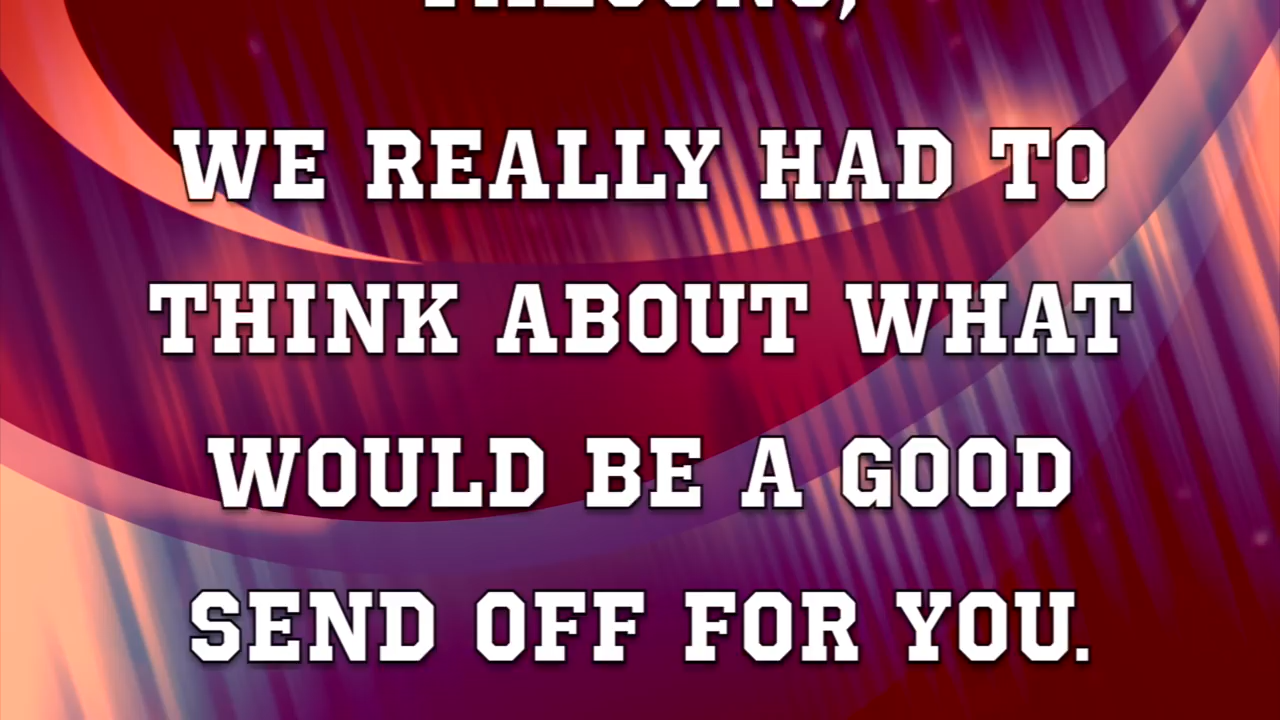 WE REALLY HAD TO
THINK ABOUT WHAT
WOULD BE A GOOD
SEND OFF FOR YOU.